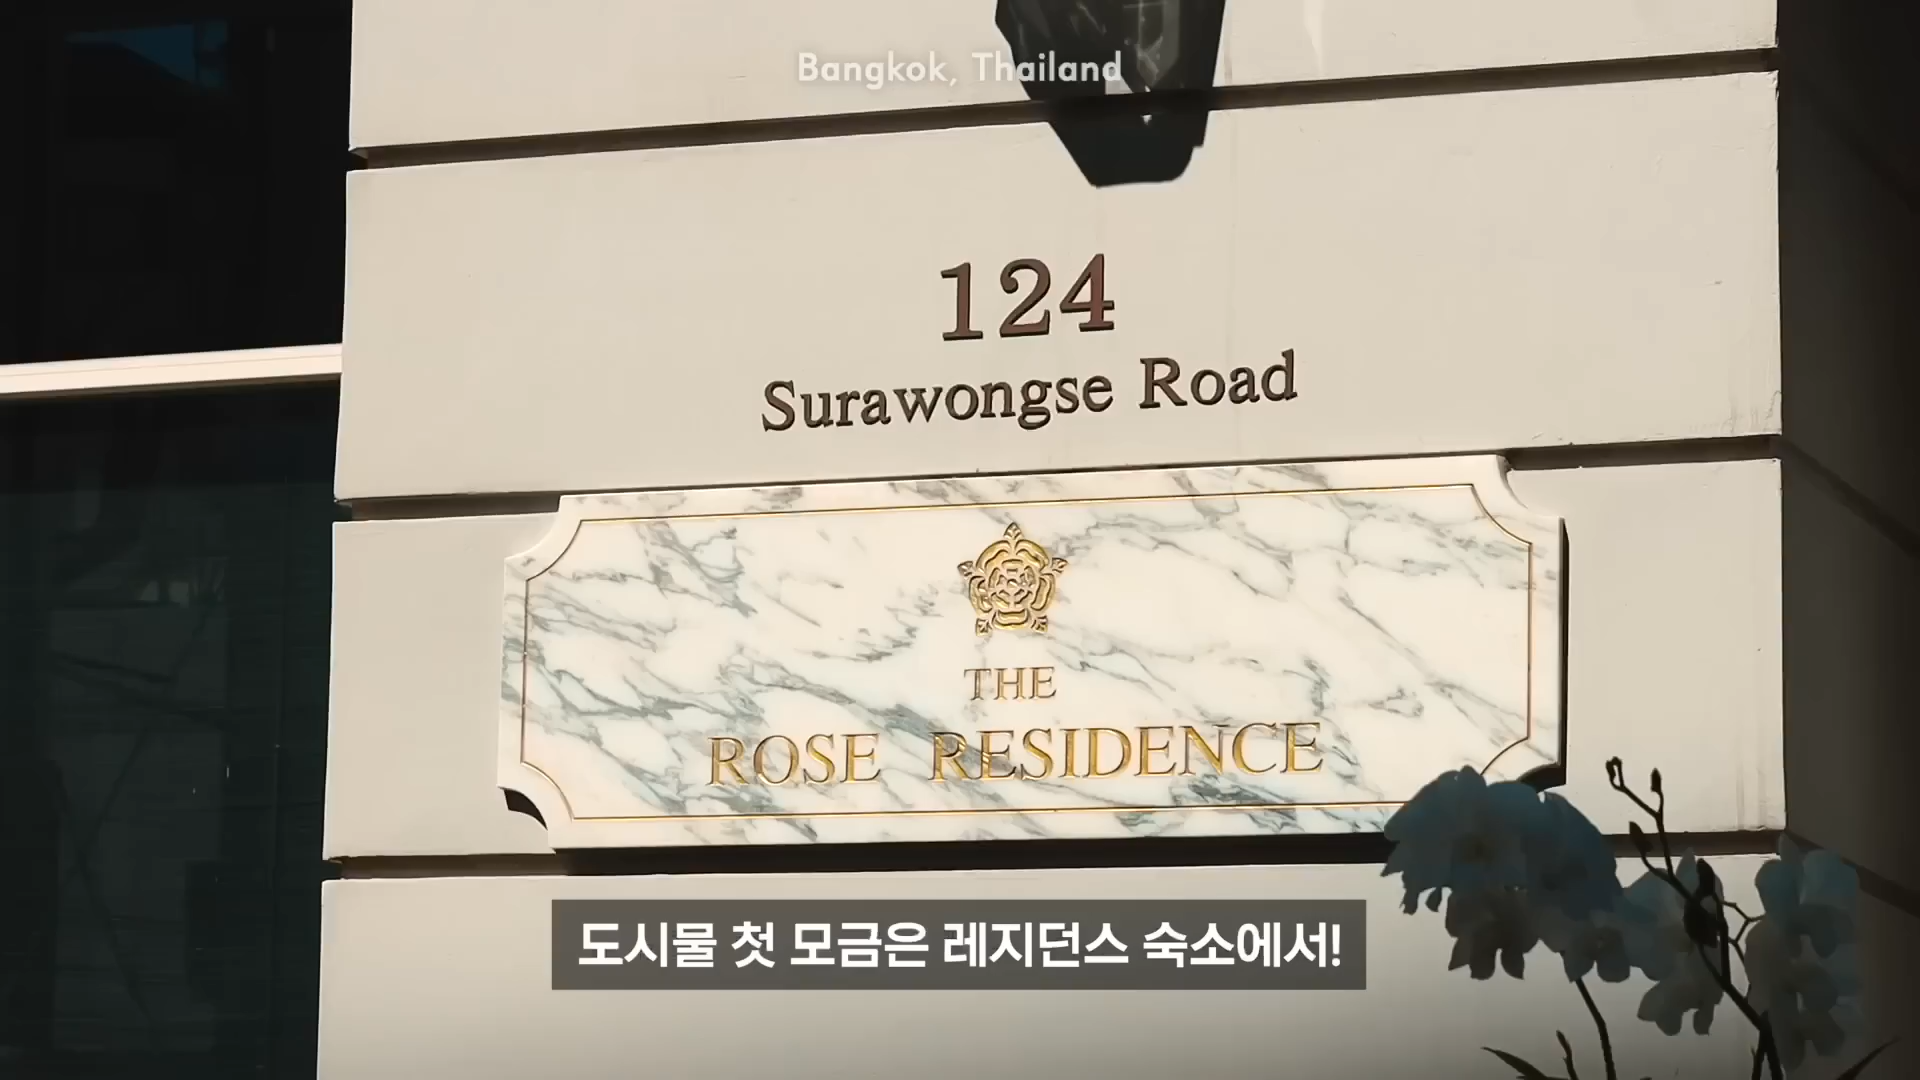 Bangkok, Thailand
124
Surawongse Road
THE
ROSE RESIDENCE
도시물 첫 모금은 레지던스 숙소에서!